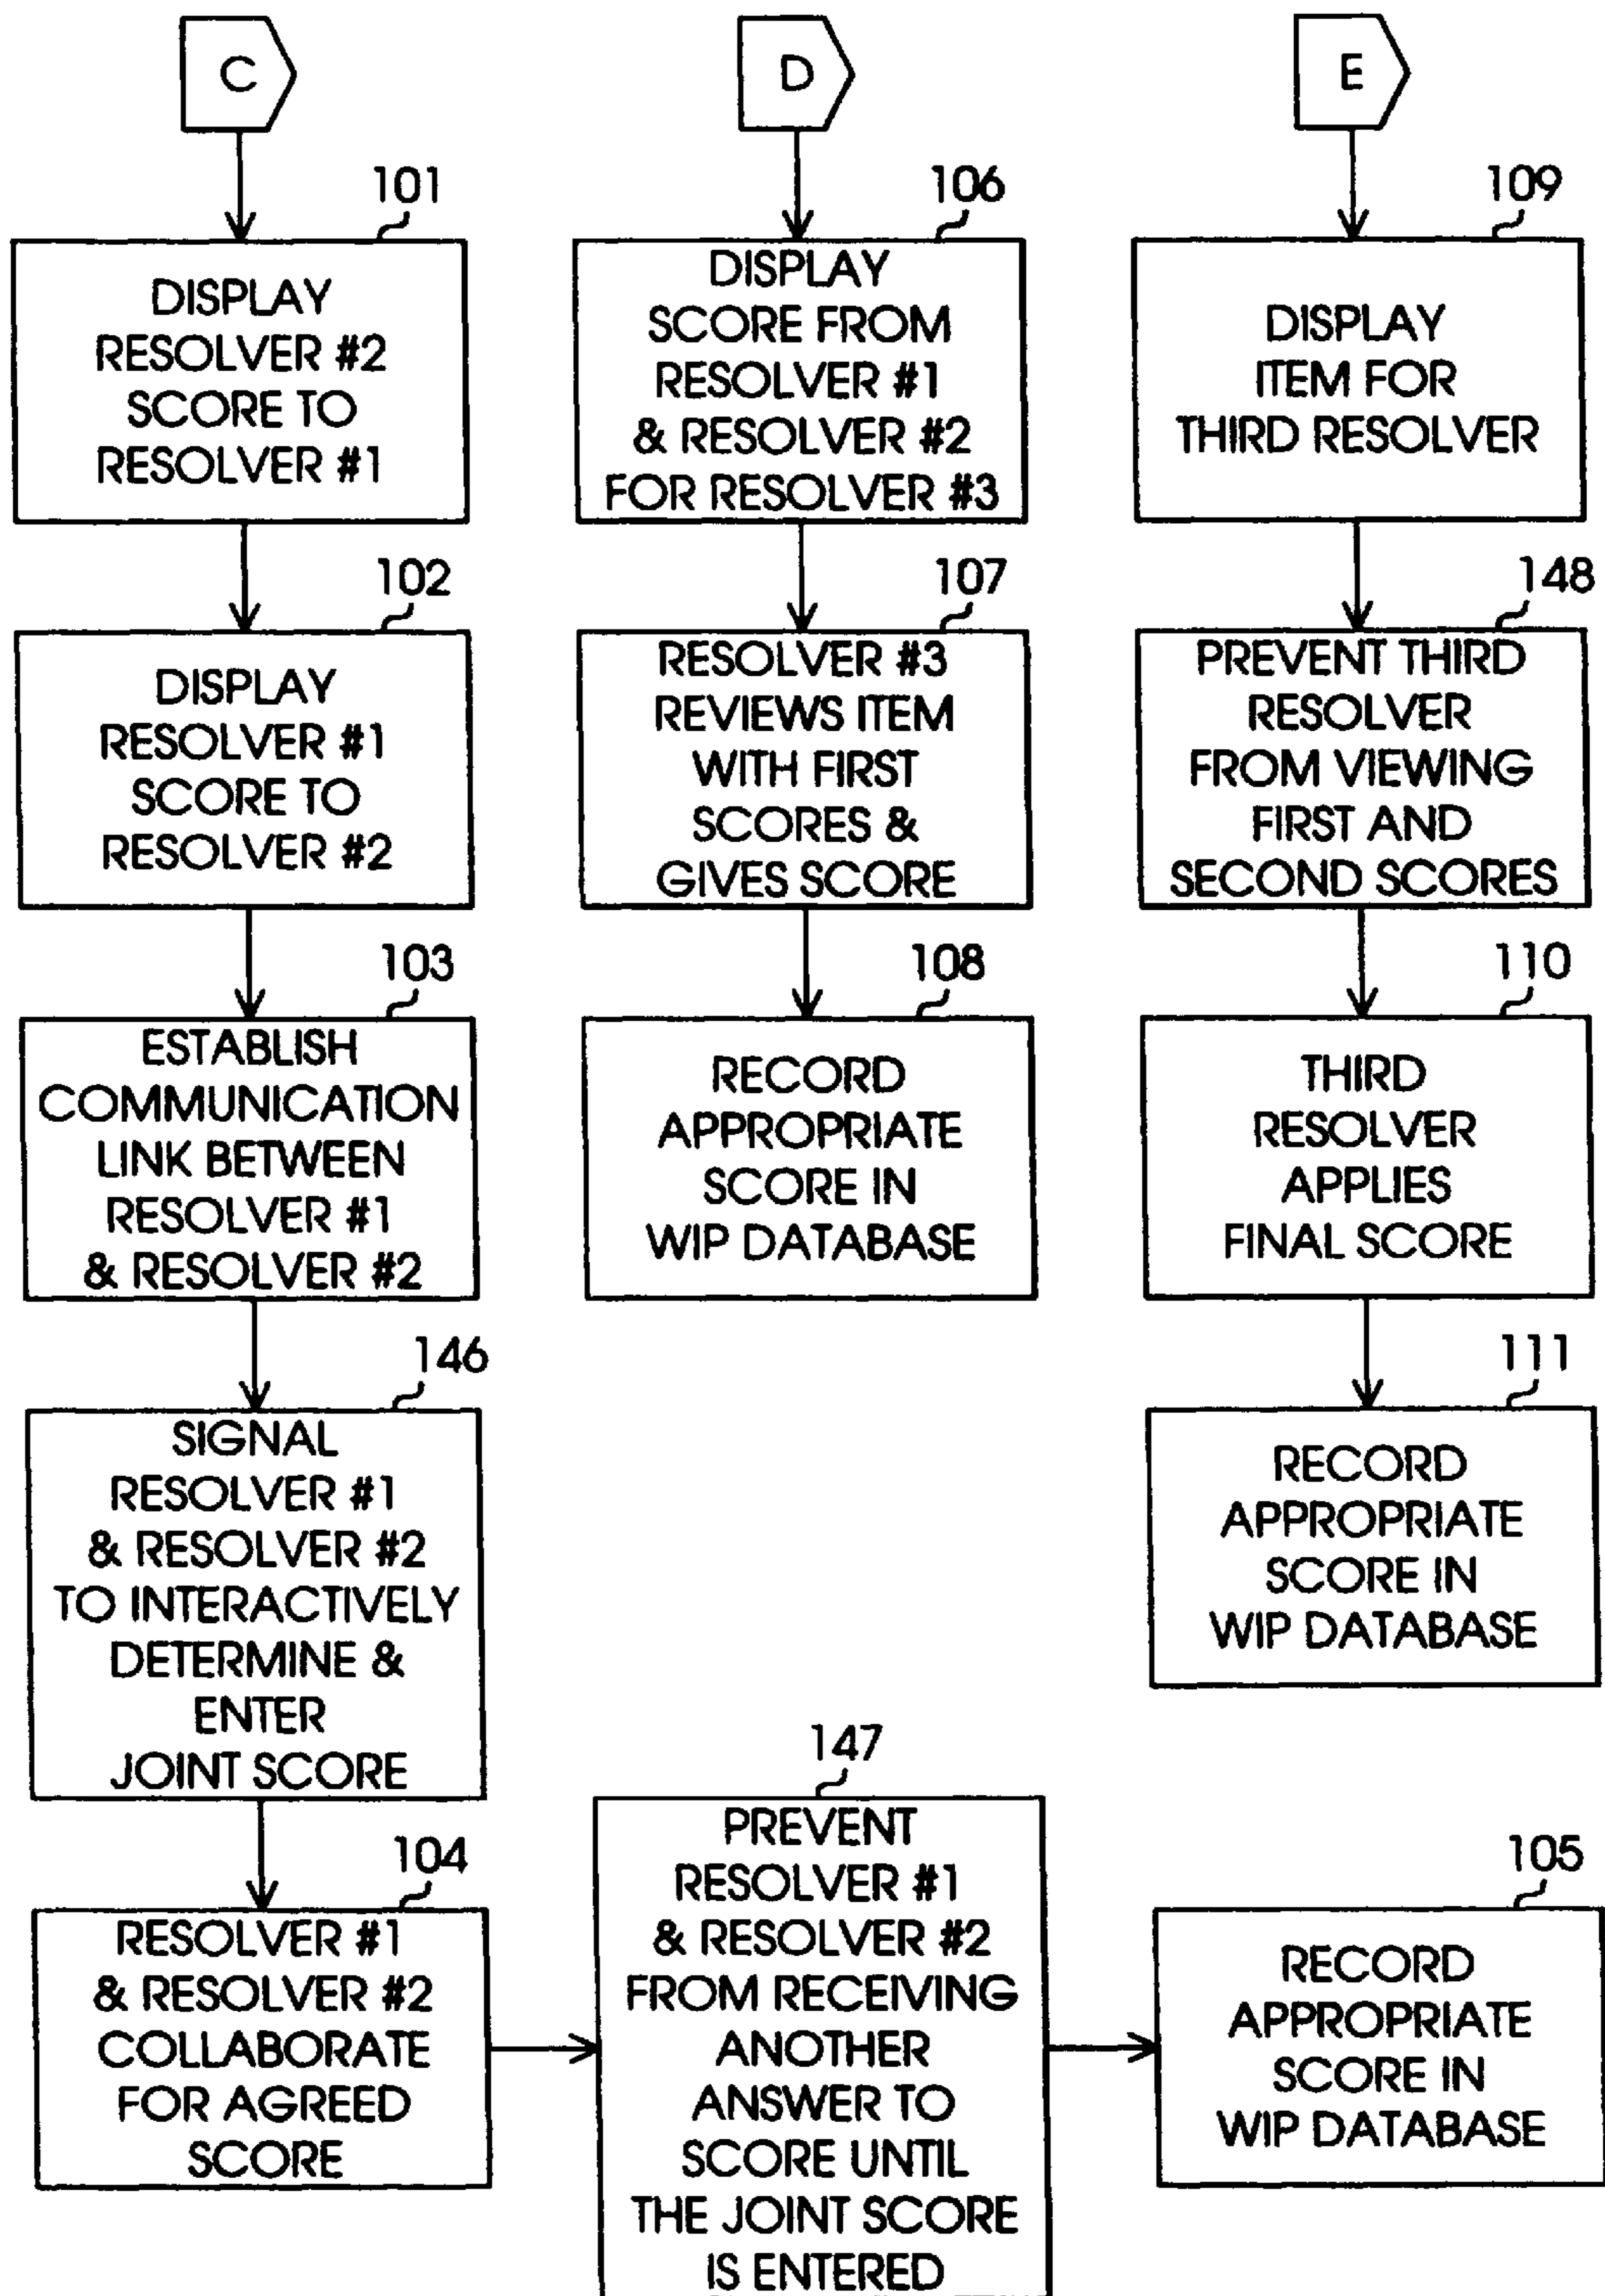 C
101
DISPLAY
RESOLVER #2
SCORE TO
RESOLVER #1
102
DISPLAY
RESOLVER #1
SCORE TO
RESOLVER #2
103
ESTABLISH
COMMUNICATION
LINK BETWEEN
RESOLVER #1
& RESOLVER #2
146
SIGNAL
RESOLVER #1
& RESOLVER #2
TO INTERACTIVELY
DETERMINE &
ENTER
JOINT SCORE
104
RESOLVER #1
& RESOLVER #2
COLLABORATE
FOR AGREED
SCORE
147
PREVENT
RESOLVER #1
& RESOLVER #2
FROM RECEIVING
ANOTHER
ANSWER TO
SCORE UNTIL
THE JOINT SCORE
IS ENTERED
105
RECORD
APPROPRIATE
SCORE IN
WIP DATABASE
D
106
DISPLAY
SCORE FROM
RESOLVER #1
& RESOLVER #2
FOR RESOLVER #3
107
RESOLVER #3
REVIEWS ITEM
WITH FIRST
SCORES &
GIVES SCORE
108
RECORD
APPROPRIATE
SCORE IN
WIP DATABASE
E
109
DISPLAY
ITEM FOR
THIRD RESOLVER
148
PREVENT THIRD
RESOLVER
FROM VIEWING
FIRST AND
SECOND SCORES
110
THIRD
RESOLVER
APPLIES
FINAL SCORE
111
RECORD
APPROPRIATE
SCORE IN
WIP DATABASE